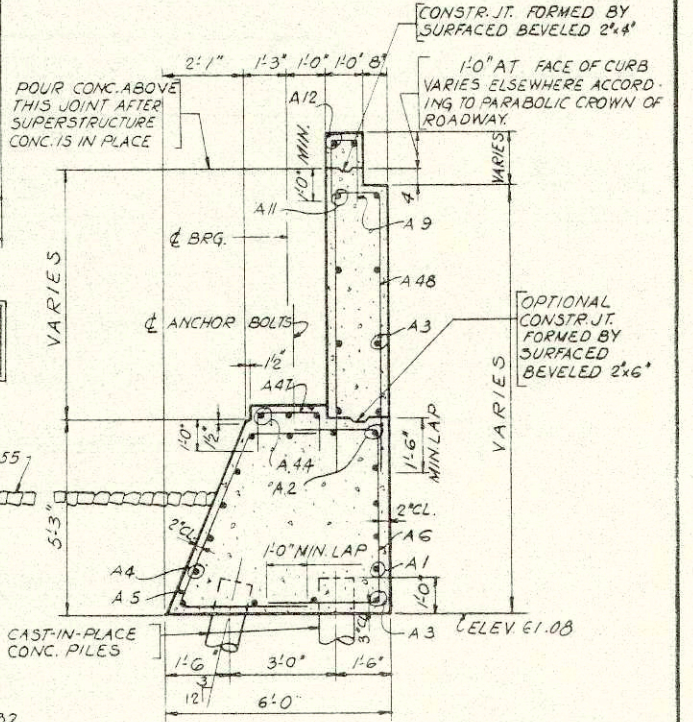 CONSTR. JT. FORMED BY
SURFACED BEVELED 2"x4"
2'-1" 1'-3" 1'-0" 1'-0" 8"
POUR CONC. ABOVE
THIS JOINT AFTER
SUPERSTRUCTURE
CONC. IS IN PLACE
1'-0" AT FACE OF CURB
VARIES ELSEWHERE ACCORD-
ING TO PARABOLIC CROWN OF
ROADWAY.
A12
1'-0" MIN.
VARIES
4
A11
A9
℄ BRG.
A48
VARIES
℄ ANCHOR BOLTS
A3
OPTIONAL
CONSTR. JT.
FORMED BY
SURFACED
BEVELED 2"x6"
VARIES
1½"
A47
1'-0"
1½"
A44
A2
1'-6"
MIN. LAP
55
5'-3"
2" CL.
2" CL.
A6
1'-0" MIN. LAP
A4
A1
A5
1'-0"
3" CL.
A3
ELEV. 61.08
CAST-IN-PLACE
CONC. PILES
1'-6" 3'-0" 1'-6"
3
12
6'-0"